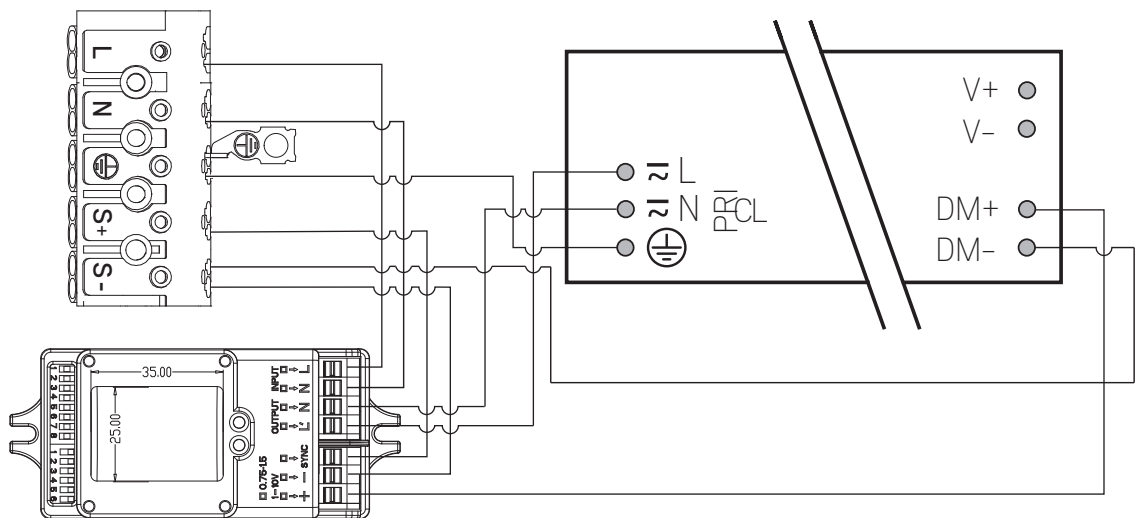 L
N
S+
S-
L
N
PRI
CL
V+
V-
DM+
DM-
1 2 3 4 5 6 7 8
1 2 3 4 5 6
35.00
25.00
INPUT
L
N
OUTPUT
N
L'
SYNC
0.75-1.5
1-10V
-
+